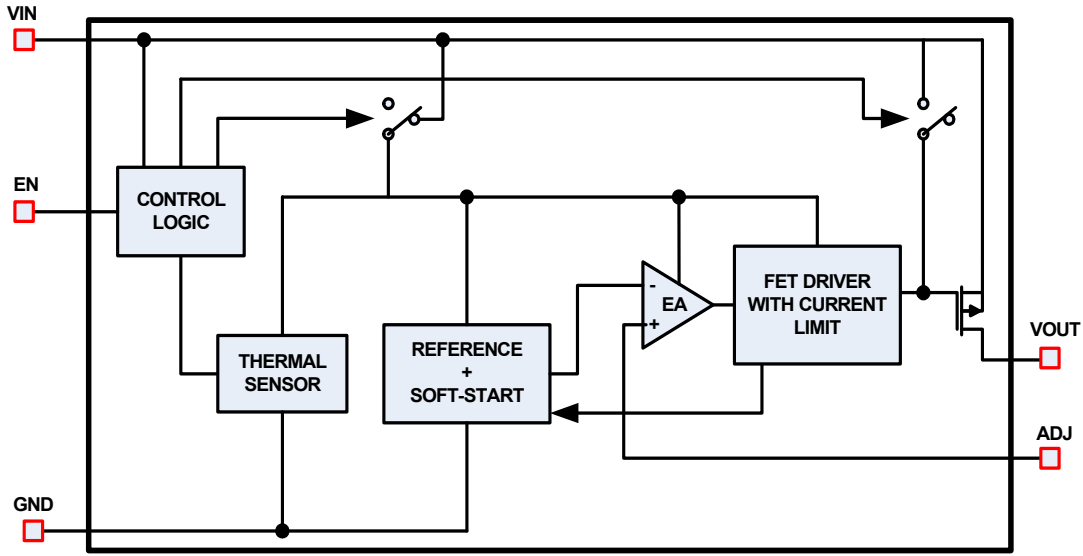 VIN
EN
CONTROL
LOGIC
THERMAL
SENSOR
REFERENCE
+
SOFT-START
-
EA
+
FET DRIVER
WITH CURRENT
LIMIT
VOUT
ADJ
GND